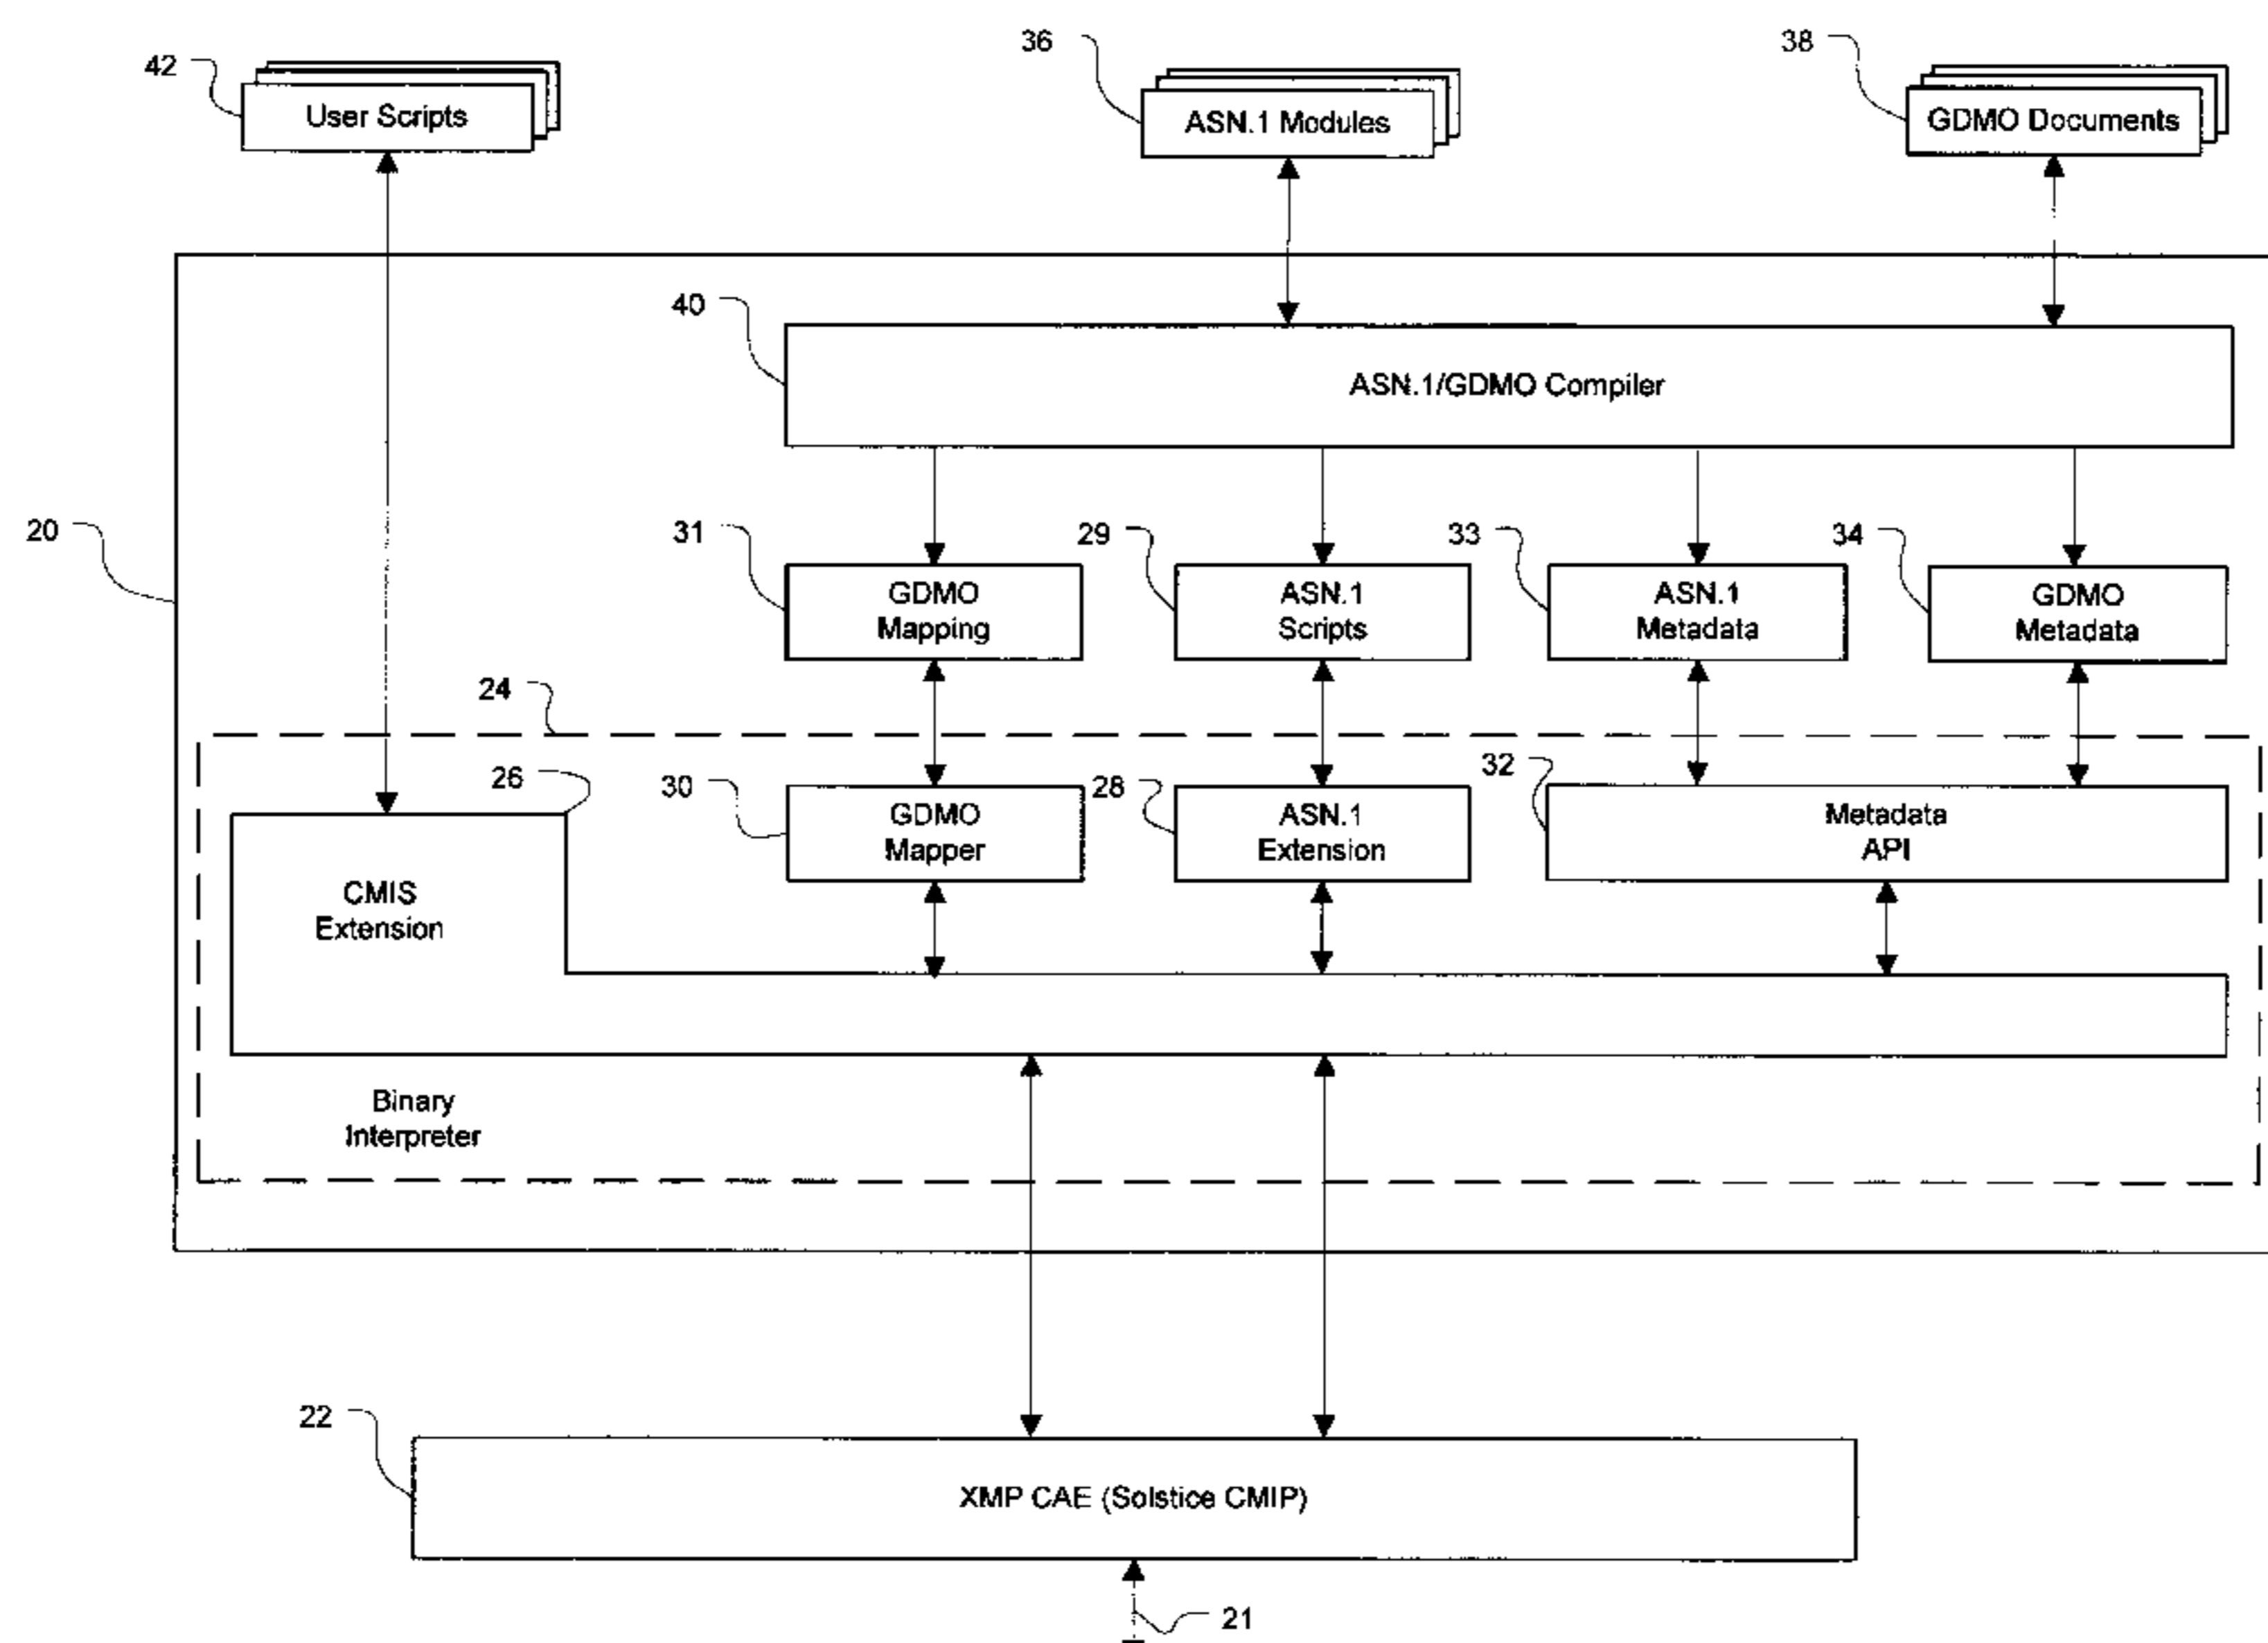 36
38
42
User Scripts
ASN.1 Modules
GDMO Documents
40
ASN.1/GDMO Compiler
20
31
29
33
34
GDMO
Mapping
ASN.1
Scripts
ASN.1
Metadata
GDMO
Metadata
24
26
30
28
32
GDMO
Mapper
ASN.1
Extension
Metadata
API
CMIS
Extension
Binary
Interpreter
22
XMP CAE (Solstice CMIP)
21